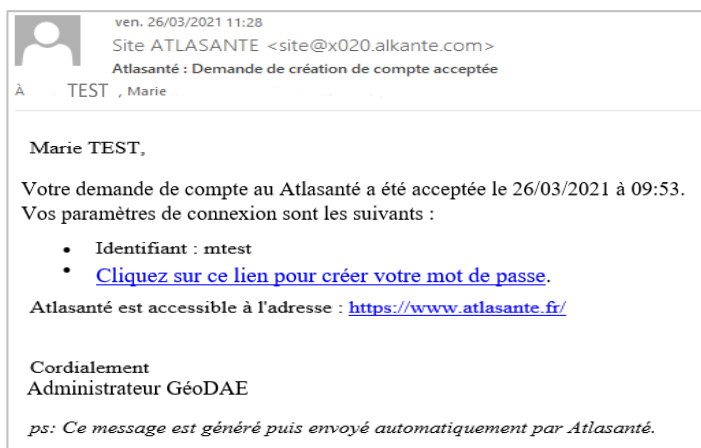 ven. 26/03/2021 11:28
Site ATLASANTE <site@x020.alkante.com>
Atlasanté : Demande de création de compte acceptée
À TEST , Marie
Marie TEST,
Votre demande de compte au Atlasanté a été acceptée le 26/03/2021 à 09:53.
Vos paramètres de connexion sont les suivants :
• Identifiant : mtest
• Cliquez sur ce lien pour créer votre mot de passe.
Atlasanté est accessible à l'adresse : https://www.atlasante.fr/
Cordialement
Administrateur GéoDAE
ps: Ce message est généré puis envoyé automatiquement par Atlasanté.